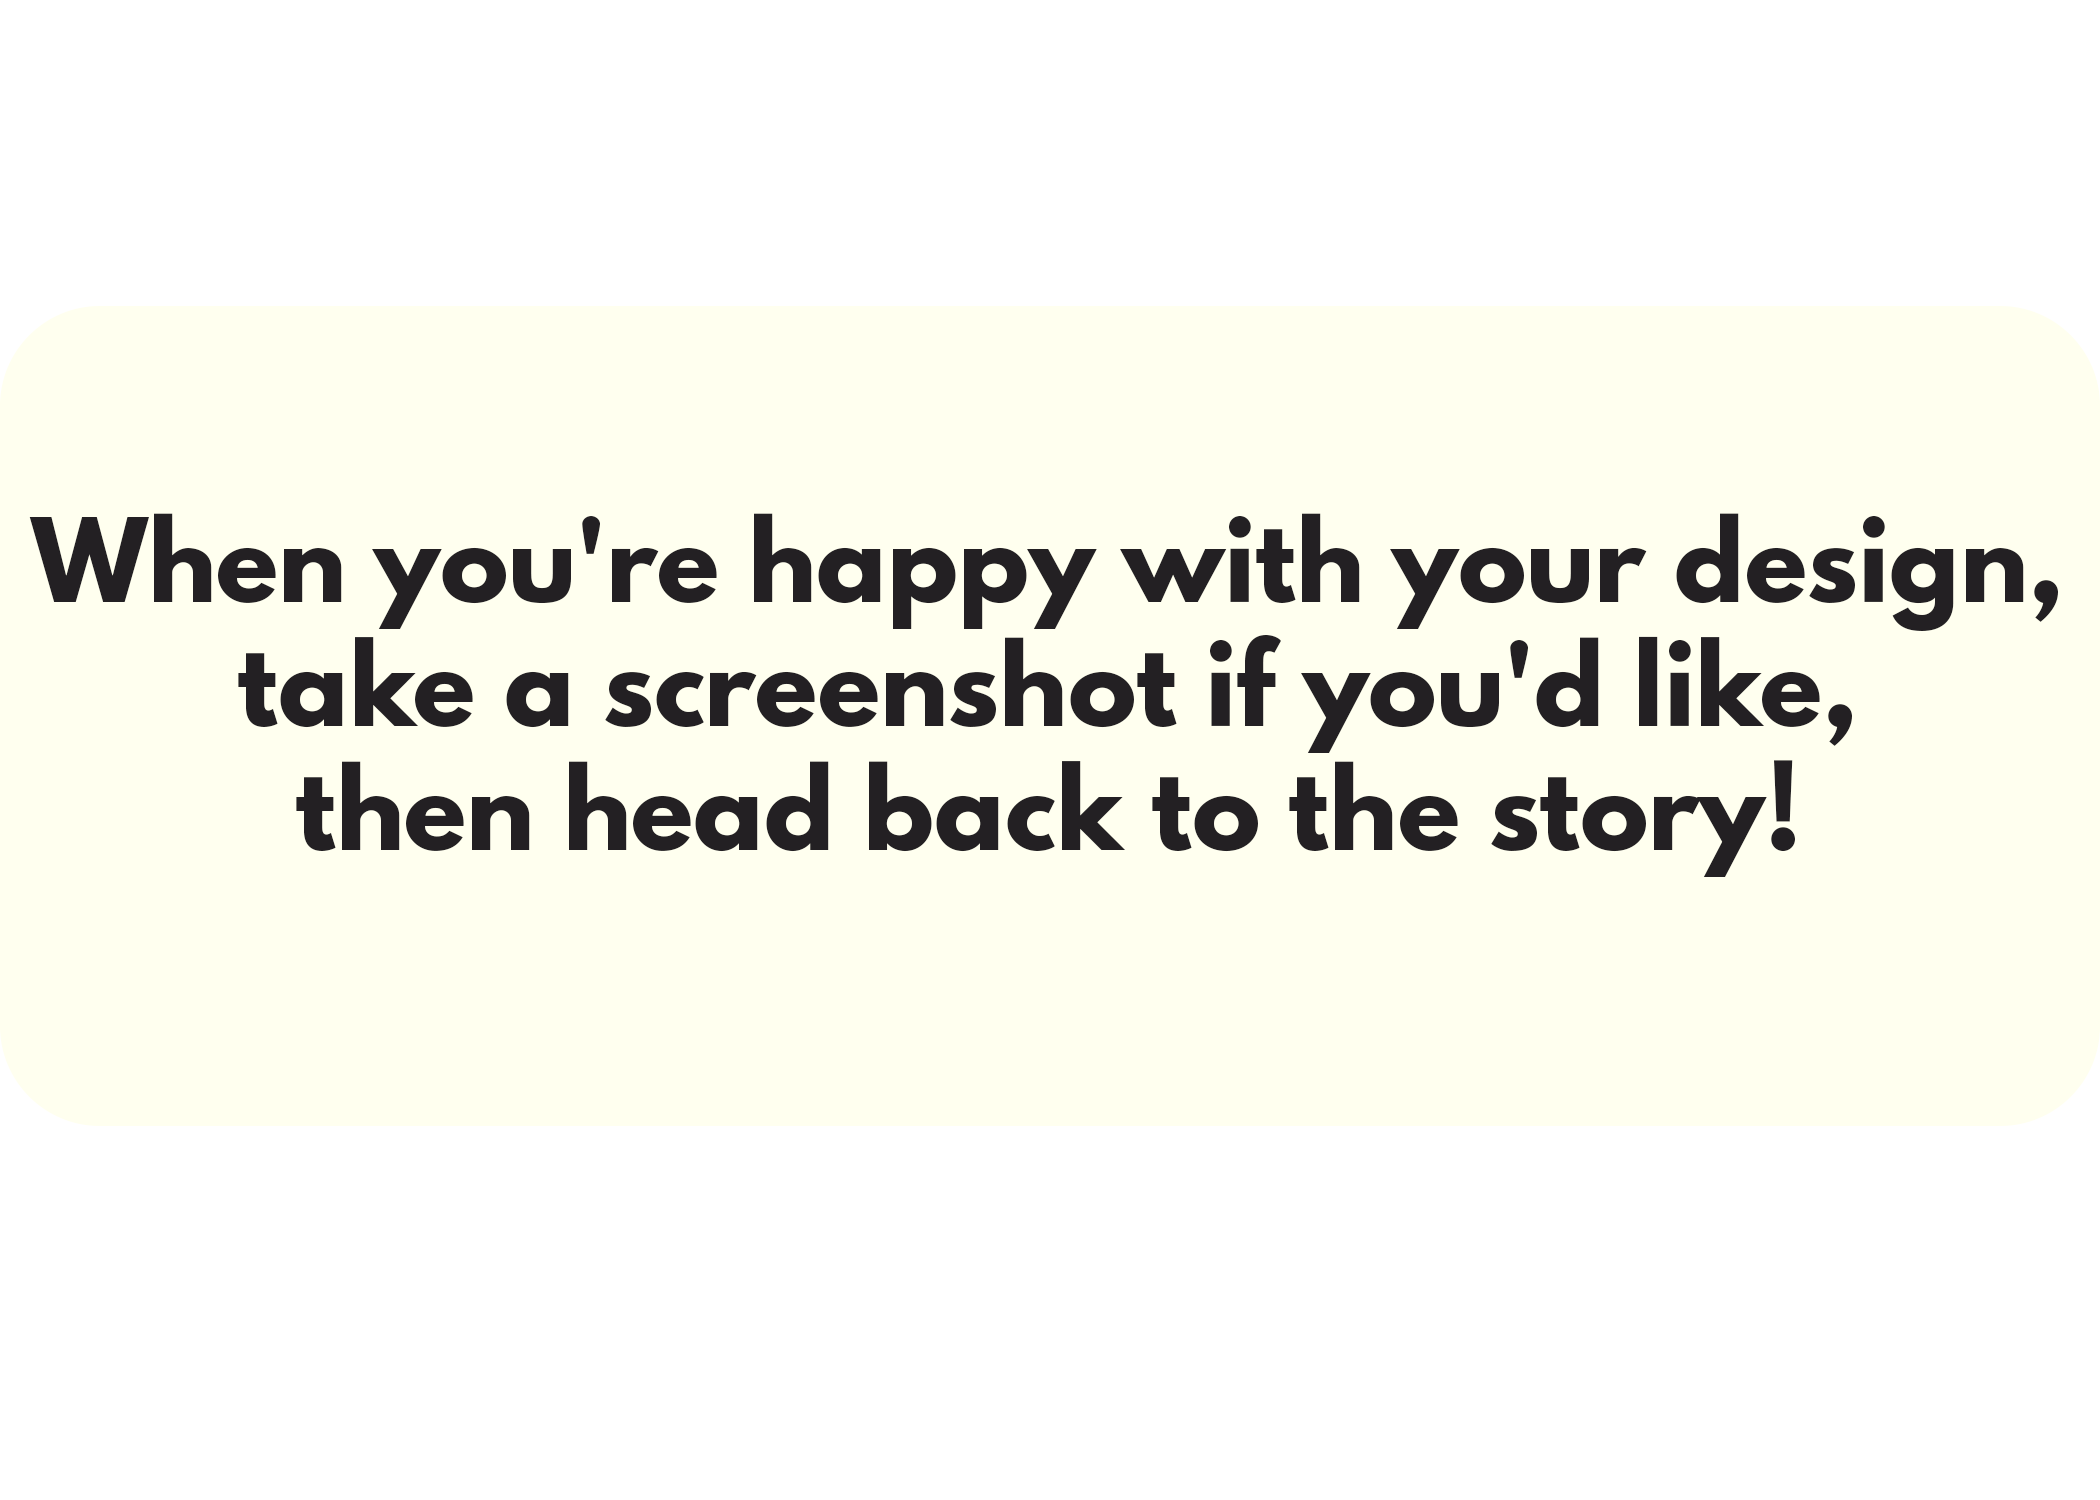 When you're happy with your design,
take a screenshot if you'd like,
then head back to the story!